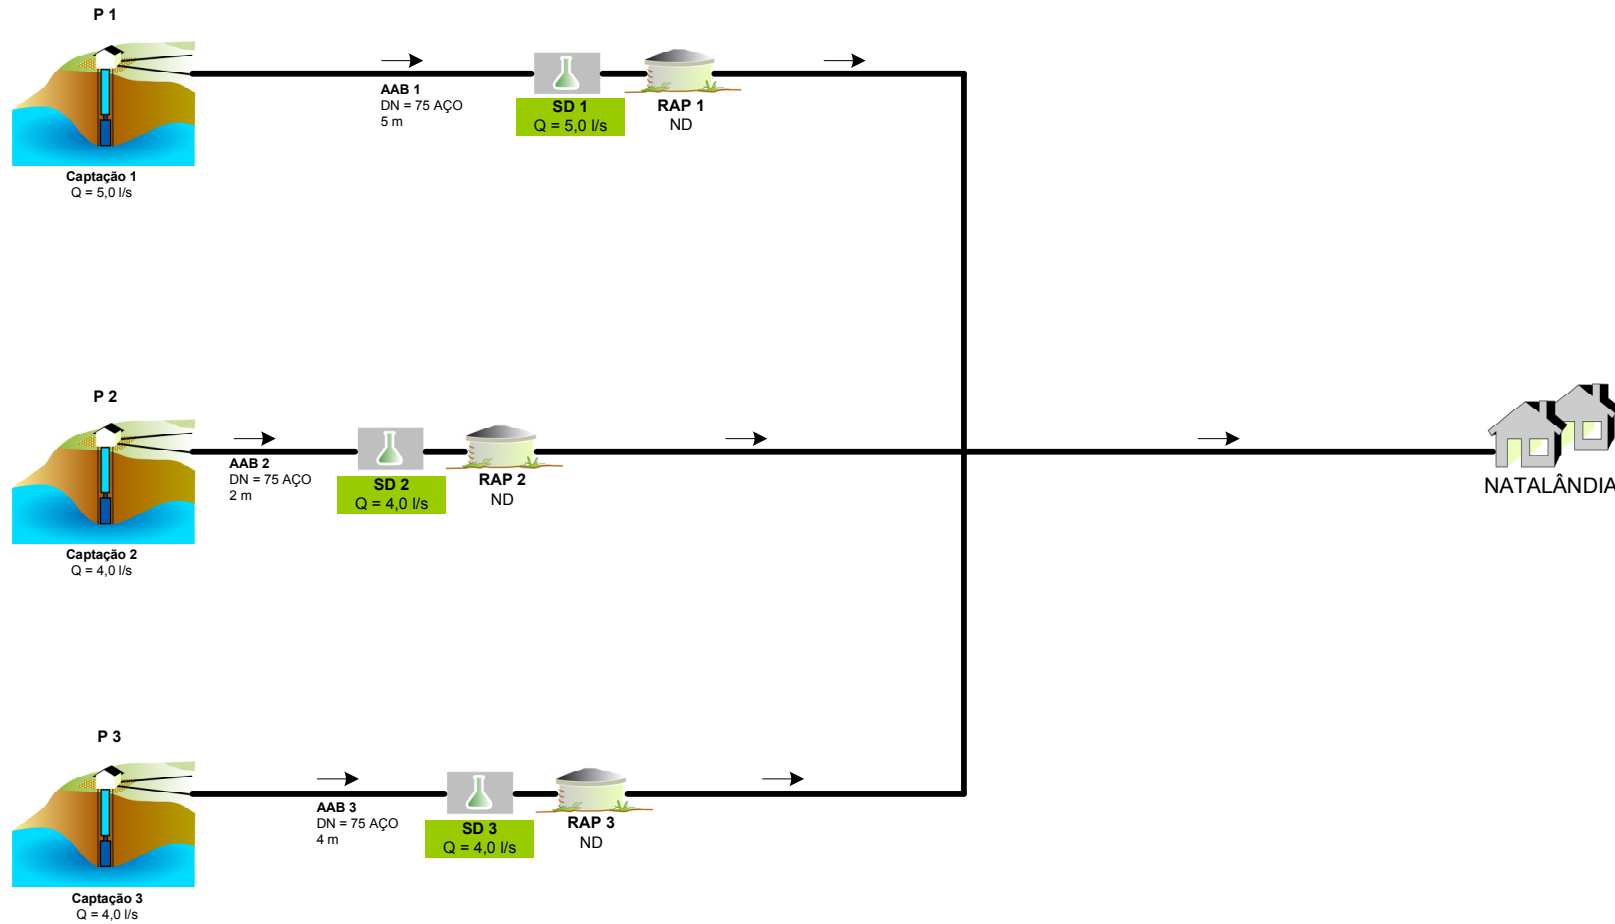 P 1
AAB 1
DN = 75 AÇO
5 m
SD 1
Q = 5,0 l/s
RAP 1
ND
Captação 1
Q = 5,0 l/s
P 2
AAB 2
DN = 75 AÇO
2 m
SD 2
Q = 4,0 l/s
RAP 2
ND
NATALÂNDIA
Captação 2
Q = 4,0 l/s
P 3
AAB 3
DN = 75 AÇO
4 m
SD 3
Q = 4,0 l/s
RAP 3
ND
Captação 3
Q = 4,0 l/s